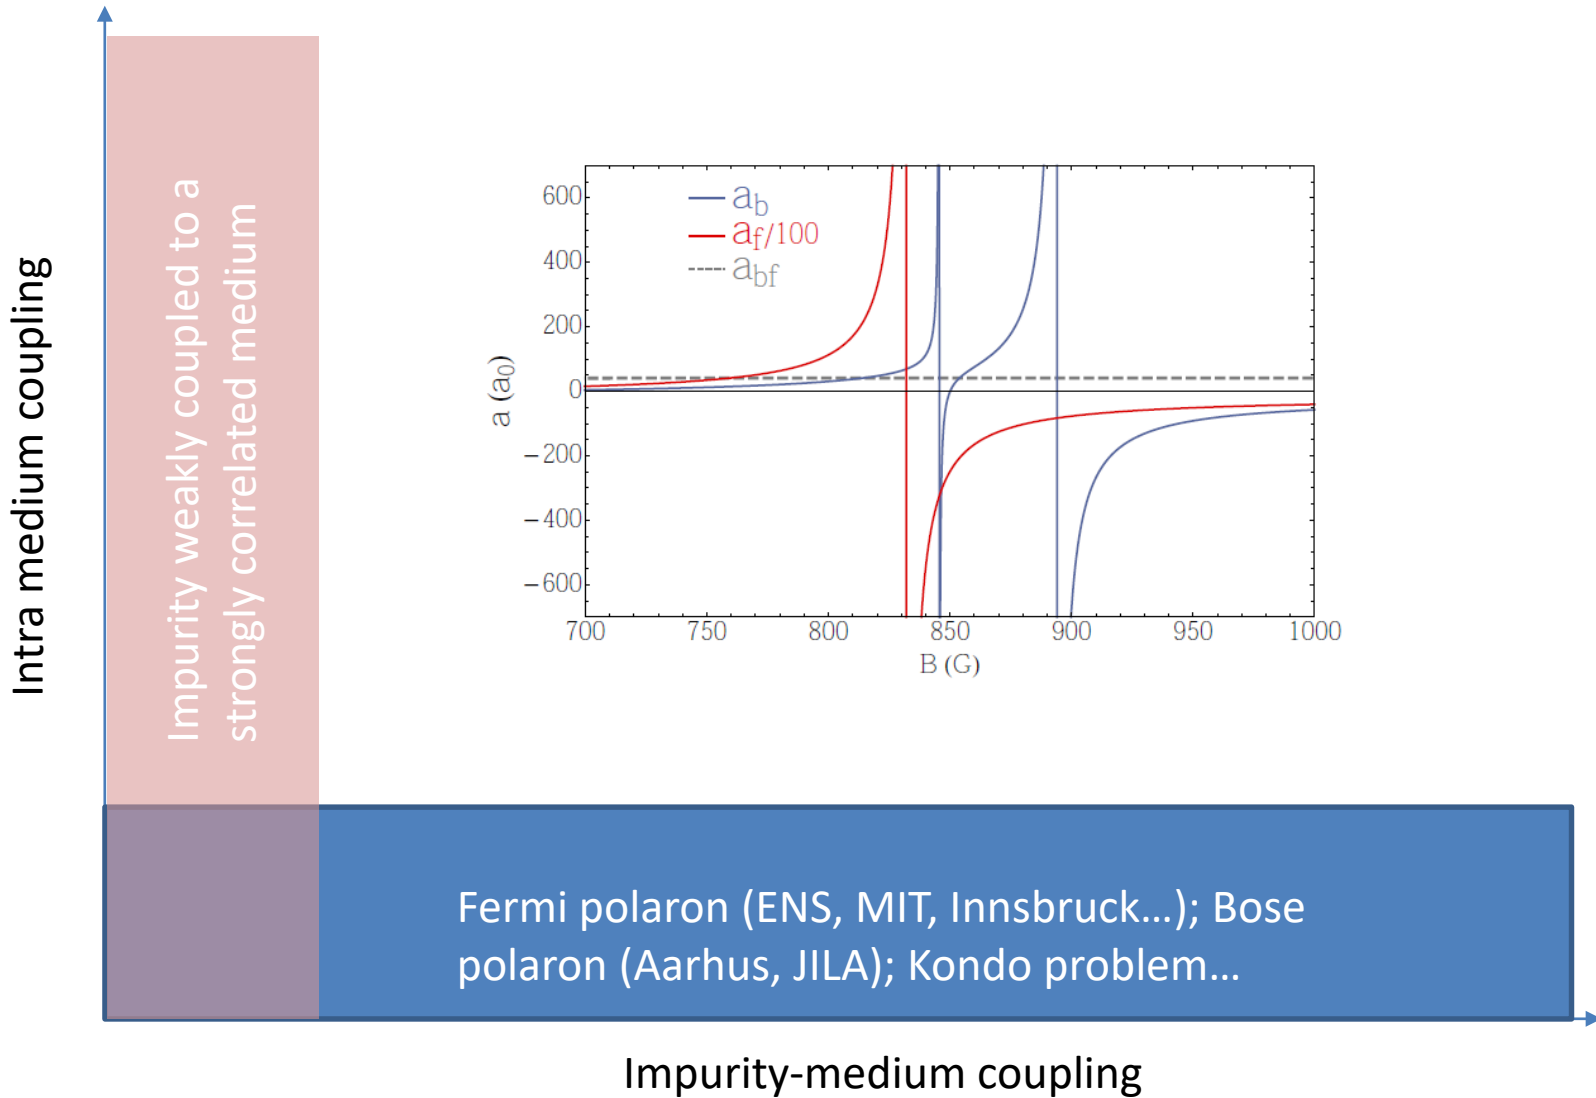 Intra medium coupling
Impurity weakly coupled to a
strongly correlated medium
a_b
a_f/100
a_bf
600
400
200
0
−200
−400
−600
a (a₀)
700 750 800 850 900 950 1000
B (G)
Fermi polaron (ENS, MIT, Innsbruck…); Bose
polaron (Aarhus, JILA); Kondo problem…
Impurity-medium coupling